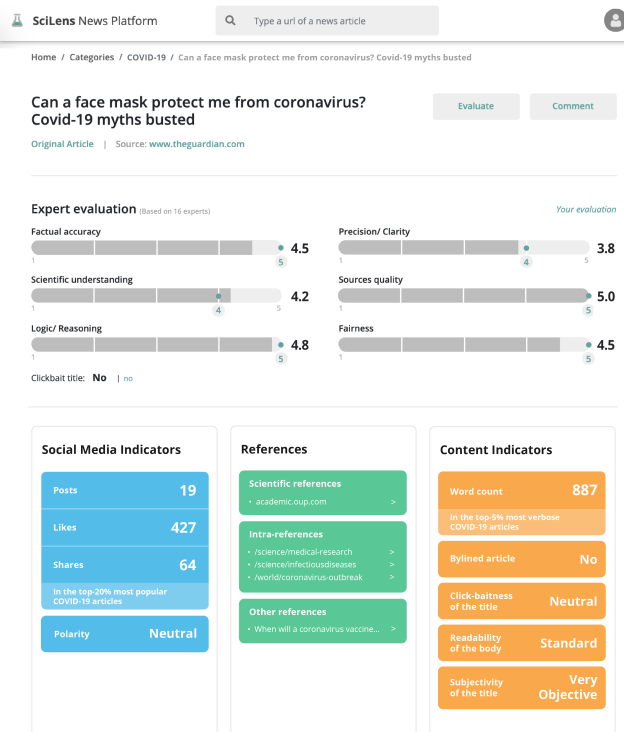 SciLens News Platform
Type a url of a news article
Home / Categories / COVID-19 / Can a face mask protect me from coronavirus? Covid-19 myths busted
Can a face mask protect me from coronavirus?
Covid-19 myths busted
Evaluate
Comment
Original Article | Source: www.theguardian.com
Expert evaluation (Based on 16 experts)
Your evaluation
Factual accuracy
4.5
1
5
Precision/ Clarity
3.8
1
4
5
Scientific understanding
4.2
1
4
5
Sources quality
5.0
1
5
Logic/ Reasoning
4.8
1
5
Fairness
4.5
1
5
Clickbait title: No | no
Social Media Indicators
Posts 19
Likes 427
Shares 64
In the top-20% most popular
COVID-19 articles
Polarity Neutral
References
Scientific references
• academic.oup.com >
Intra-references
• /science/medical-research >
• /science/infectiousdiseases >
• /world/coronavirus-outbreak >
Other references
• When will a coronavirus vaccine... >
Content Indicators
Word count 887
In the top-5% most verbose
COVID-19 articles
Bylined article No
Click-baitness
of the title
Neutral
Readability
of the body
Standard
Subjectivity
of the title
Very
Objective